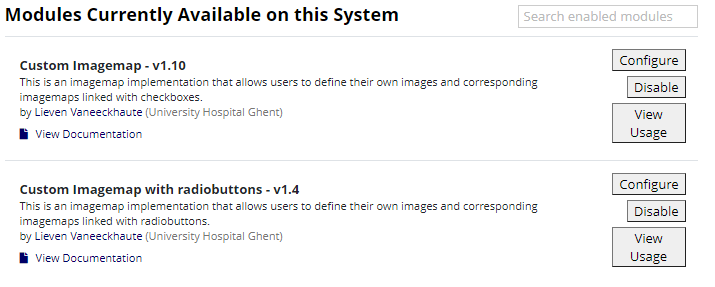 Modules Currently Available on this System
Search enabled modules
Custom Imagemap - v1.10
This is an imagemap implementation that allows users to define their own images and corresponding
imagemaps linked with checkboxes.
by Lieven Vaneeckhaute (University Hospital Ghent)
View Documentation
Configure
Disable
View
Usage
Custom Imagemap with radiobuttons - v1.4
This is an imagemap implementation that allows users to define their own images and corresponding
imagemaps linked with radiobuttons.
by Lieven Vaneeckhaute (University Hospital Ghent)
View Documentation
Configure
Disable
View
Usage